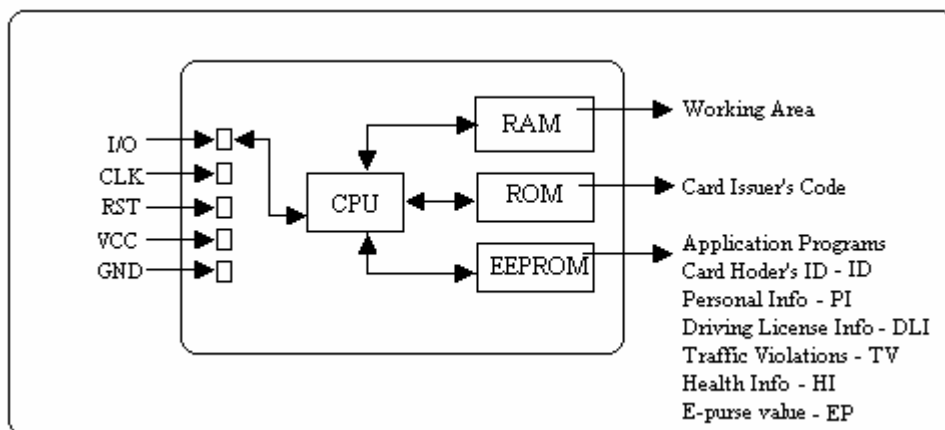 I/O
CLK
RST
VCC
GND
CPU
RAM
ROM
EEPROM
Working Area
Card Issuer's Code
Application Programs
Card Hoder's ID - ID
Personal Info - PI
Driving License Info - DLI
Traffic Violations - TV
Health Info - HI
E-purse value - EP